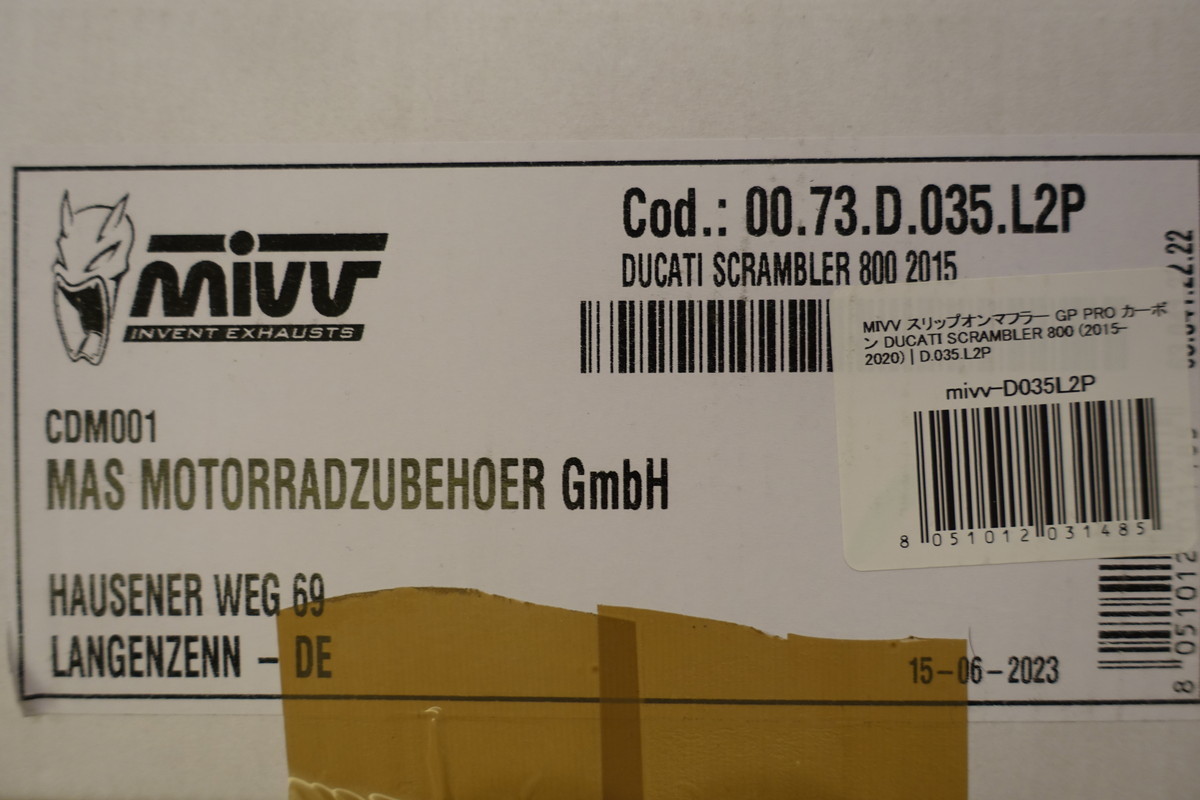 mivv
INVENT EXHAUSTS
Cod.: 00.73.D.035.L2P
DUCATI SCRAMBLER 800 2015
MIVV スリップオンマフラー GP PRO カーボ
ン DUCATI SCRAMBLER 800 (2015-
2020) | D.035.L2P
mivv-D035L2P
8 051012 031485
CDM001
MAS MOTORRADZUBEHOER GmbH
HAUSENER WEG 69
LANGENZENN - DE
15-06-2023
8 051012